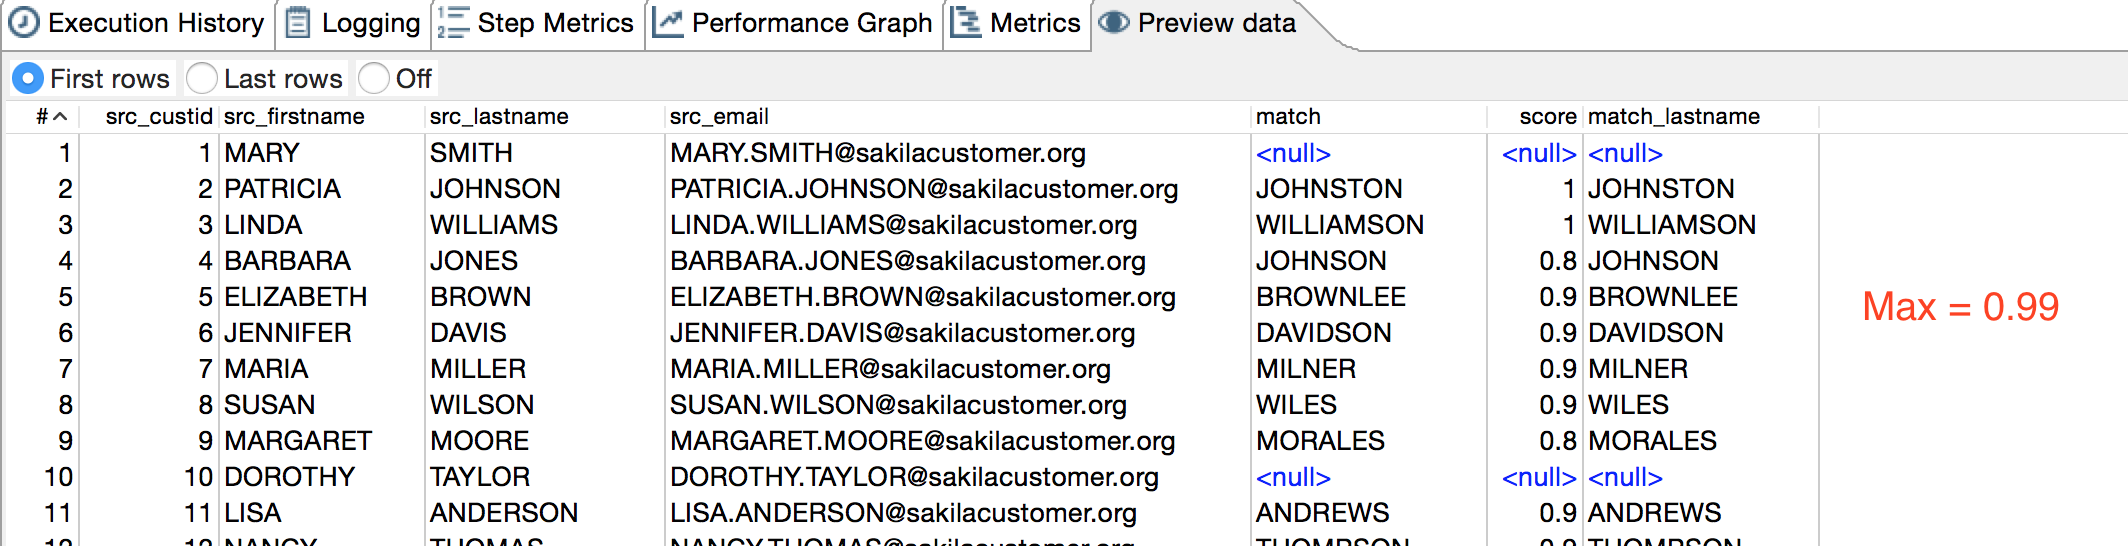 Execution History Logging 1 2 Step Metrics Performance Graph Metrics Preview data
First rows Last rows Off
# src_custid src_firstname src_lastname src_email match score match_lastname
1 1 MARY SMITH MARY.SMITH@sakilacustomer.org <null> <null> <null>
2 2 PATRICIA JOHNSON PATRICIA.JOHNSON@sakilacustomer.org JOHNSTON 1 JOHNSTON
3 3 LINDA WILLIAMS LINDA.WILLIAMS@sakilacustomer.org WILLIAMSON 1 WILLIAMSON
4 4 BARBARA JONES BARBARA.JONES@sakilacustomer.org JOHNSON 0.8 JOHNSON
5 5 ELIZABETH BROWN ELIZABETH.BROWN@sakilacustomer.org BROWNLEE 0.9 BROWNLEE
Max = 0.99
6 6 JENNIFER DAVIS JENNIFER.DAVIS@sakilacustomer.org DAVIDSON 0.9 DAVIDSON
7 7 MARIA MILLER MARIA.MILLER@sakilacustomer.org MILNER 0.9 MILNER
8 8 SUSAN WILSON SUSAN.WILSON@sakilacustomer.org WILES 0.9 WILES
9 9 MARGARET MOORE MARGARET.MOORE@sakilacustomer.org MORALES 0.8 MORALES
10 10 DOROTHY TAYLOR DOROTHY.TAYLOR@sakilacustomer.org <null> <null> <null>
11 11 LISA ANDERSON LISA.ANDERSON@sakilacustomer.org ANDREWS 0.9 ANDREWS
12 12 NANCY THOMAS NANCY.THOMAS@sakilacustomer.org THOMPSON THOMPSON